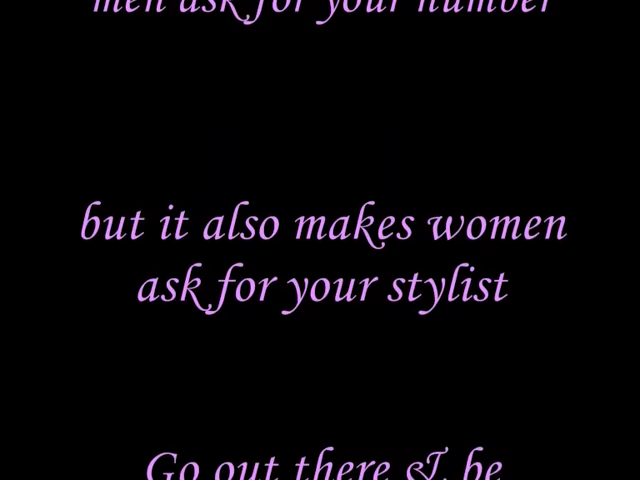 men ask for your number
but it also makes women
ask for your stylist
Go out there & be